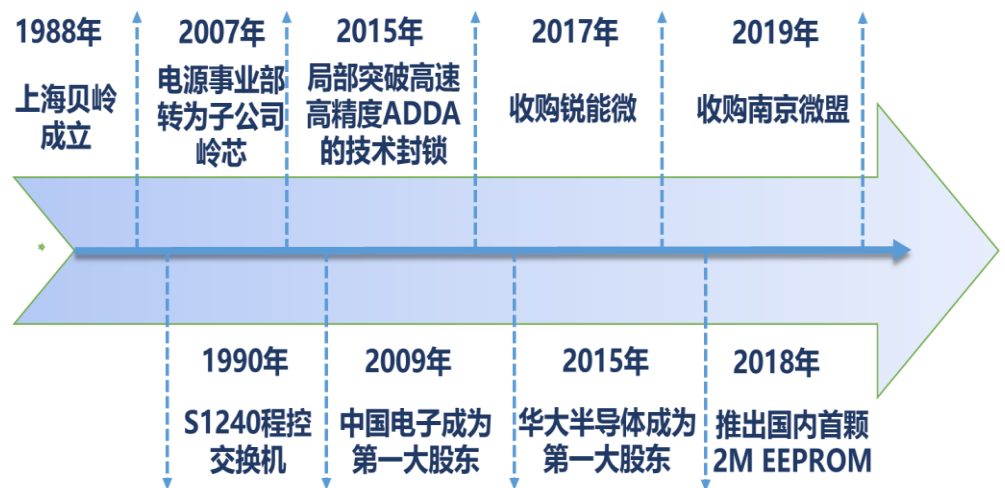 1988年
上海贝岭
成立
2007年
电源事业部
转为子公司
岭芯
2015年
局部突破高速
高精度ADDA
的技术封锁
2017年
收购锐能微
2019年
收购南京微盟
1990年
S1240程控
交换机
2009年
中国电子成为
第一大股东
2015年
华大半导体成为
第一大股东
2018年
推出国内首颗
2M EEPROM